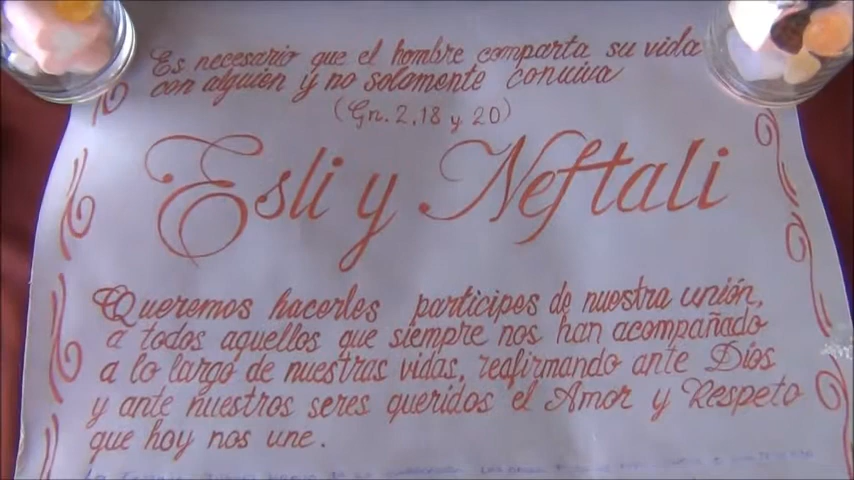 Es necesario que el hombre comparta su vida
con alguien y no solamente conviva
(Gn. 2.18 y 20)
Esli y Neftali
Queremos hacerles participes de nuestra unión,
a todos aquellos que siempre nos han acompañado
a lo largo de nuestras vidas, reafirmando ante Dios
y ante nuestros seres queridos el Amor y Respeto
que hoy nos une.